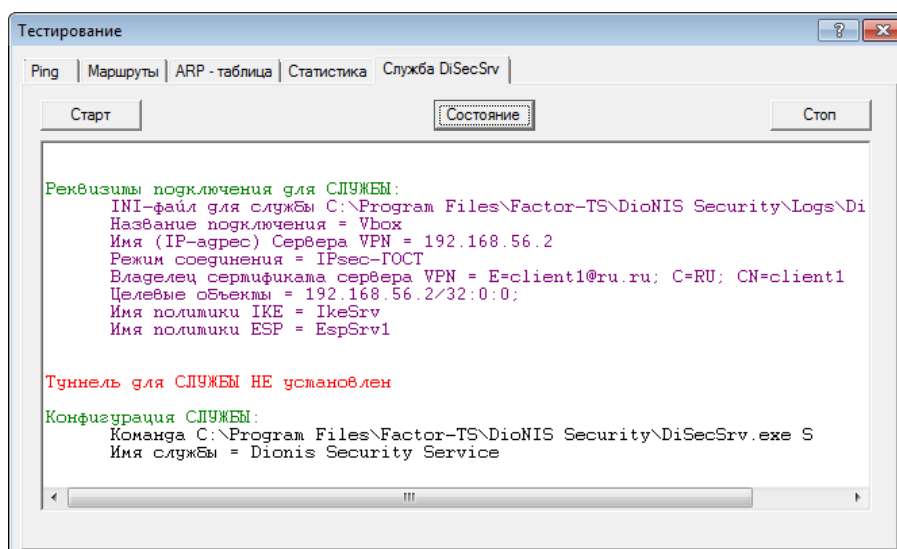 Тестирование
Ping Маршруты ARP - таблица Статистика Служба DiSecSrv
Старт Состояние Стоп
Реквизиты подключения для СЛУЖБЫ:
INI-файл для службы C:\Program Files\Factor-TS\DioNIS Security\Logs\Di
Название подключения = Vbox
Имя (IP-адрес) Сервера VPN = 192.168.56.2
Режим соединения = IPsec-ГОСТ
Владелец сертификата сервера VPN = E=client1@ru.ru; C=RU; CN=client1
Целевые объекты = 192.168.56.2/32:0:0;
Имя политики IKE = IkeSrv
Имя политики ESP = EspSrv1
Туннель для СЛУЖБЫ НЕ установлен
Конфигурация СЛУЖБЫ:
Команда C:\Program Files\Factor-TS\DioNIS Security\DiSecSrv.exe S
Имя службы = Dionis Security Service